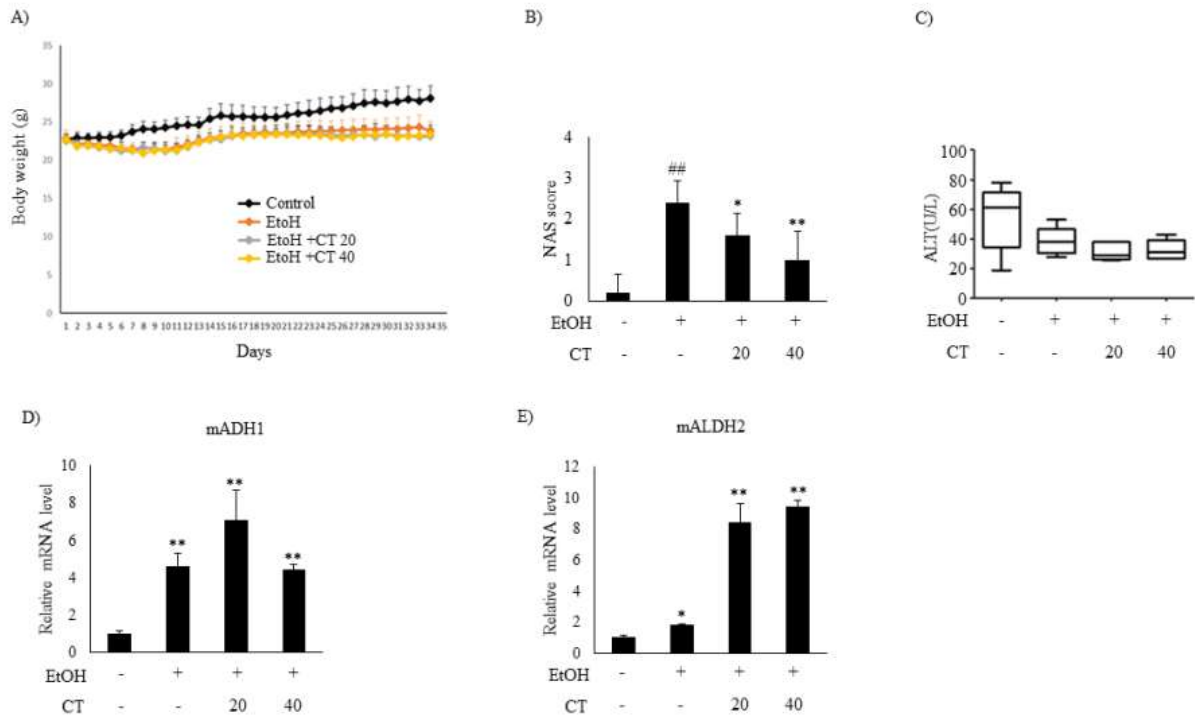 A)
35
30
25
20
15
10
5
0
Body weight (g)
Control
EtoH
EtoH +CT 20
EtoH +CT 40
1 2 3 4 5 6 7 8 9 10 11 12 13 14 15 16 17 18 19 20 21 22 23 24 25 26 27 28 29 30 31 32 33 34 35
Days
B)
4
3
2
1
0
NAS score
##
*
**
EtOH - + + +
CT - - 20 40
C)
100
80
60
40
20
0
ALT(U/L)
EtOH - + + +
CT - - 20 40
D)
mADH1
10
8
6
4
2
0
Relative mRNA level
**
**
**
EtOH - + + +
CT - - 20 40
E)
mALDH2
12
10
8
6
4
2
0
Relative mRNA level
*
**
**
EtOH - + + +
CT - - 20 40